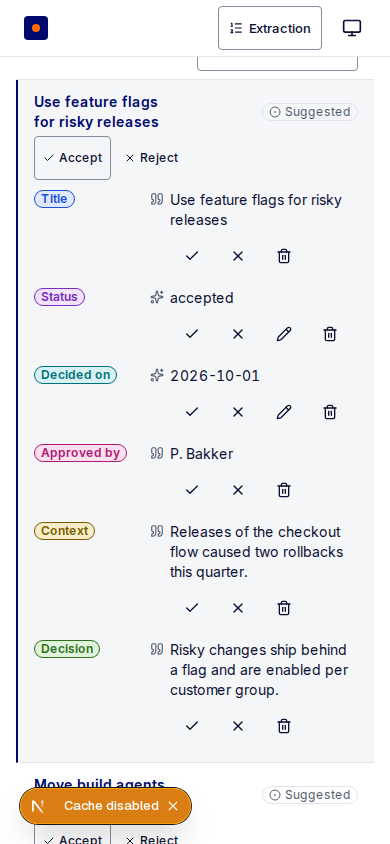 Extraction
Use feature flags
for risky releases
Suggested
Accept
Reject
Title
Use feature flags for risky
releases
Status
accepted
Decided on
2026-10-01
Approved by
P. Bakker
Context
Releases of the checkout
flow caused two rollbacks
this quarter.
Decision
Risky changes ship behind
a flag and are enabled per
customer group.
Move build agents
Suggested
Cache disabled
Accept
Reject